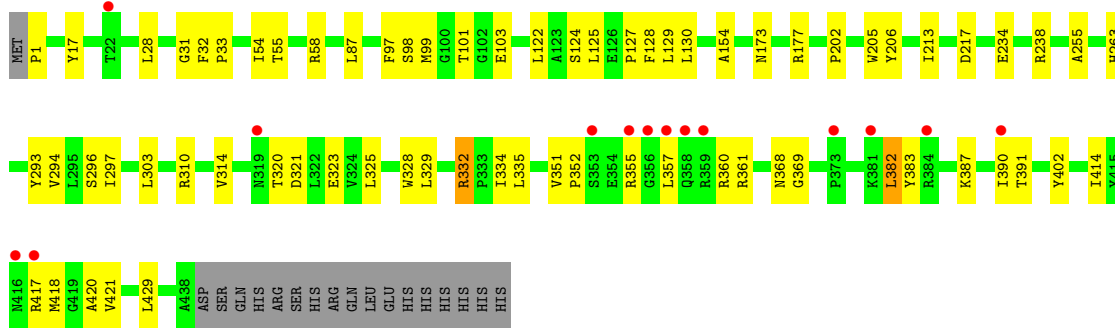 MET P1 Y17 T22 L28 G31 F32 P33 I54 T55 R58 L87 F97 S98 M99 G100 T101 G102 E103 L122 A123 S124 L125 E126 P127 F128 L129 L130 A154 N173 R177 P202 W205 Y206 I213 D217 E234 R238 A255 H263
Y293 V294 L295 S296 I297 L303 R310 V314 N319 T320 D321 L322 E323 V324 L325 W328 L329 R332 P333 I334 L335 V351 P352 S353 E354 R355 G356 L357 Q358 R359 R360 R361 N368 G369 P373 K381 L382 Y383 R384 K387 I390 T391 Y402 I414 Y415
N416 R417 M418 G419 A420 V421 L429 A438 ASP SER GLN HIS ARG SER HIS ARG GLN LEU GLU HIS HIS HIS HIS HIS